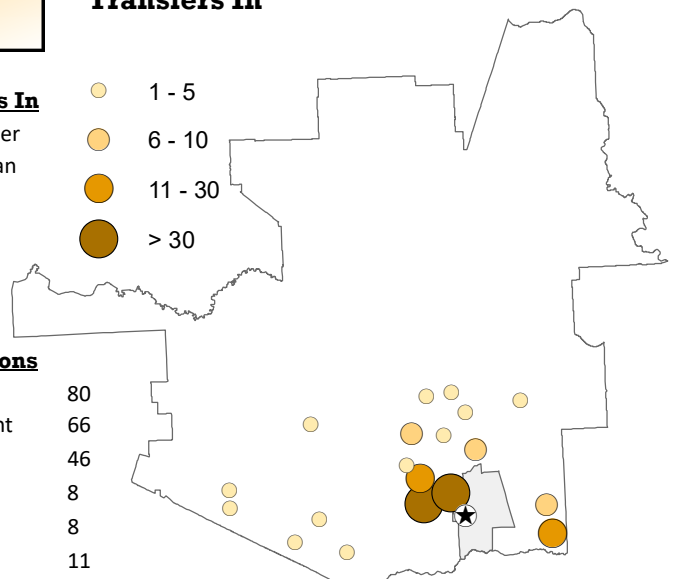 Transfers In
s In
er
an
1 - 5
6 - 10
11 - 30
> 30
ons
80
nt
66
46
8
8
11